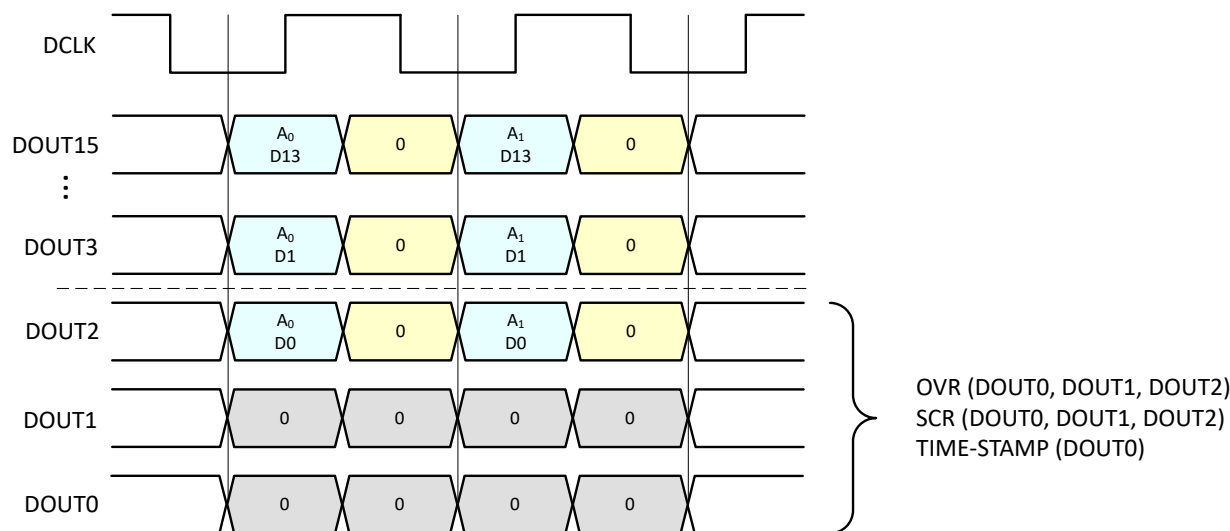 DCLK
DOUT15
A0
D13
0
A1
D13
0
⋮
DOUT3
A0
D1
0
A1
D1
0
DOUT2
A0
D0
0
A1
D0
0
DOUT1
0
0
0
0
DOUT0
0
0
0
0
OVR (DOUT0, DOUT1, DOUT2)
SCR (DOUT0, DOUT1, DOUT2)
TIME-STAMP (DOUT0)